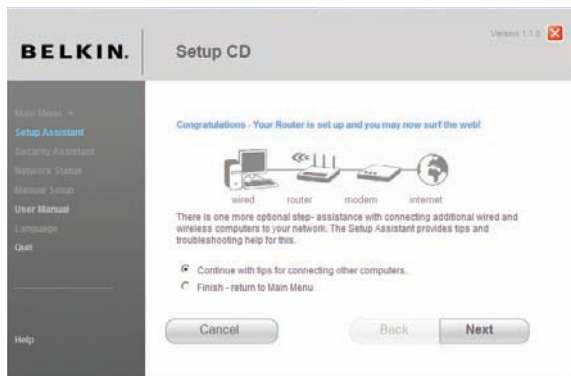 BELKIN.
Setup CD
Version 1.1.0
Main Menu
Setup Assistant
Security Assistant
Network Status
Manual Setup
User Manual
Language
Quit
Help
Congratulations - Your Router is set up and you may now surf the web!
wired router modem internet
There is one more optional step- assistance with connecting additional wired and
wireless computers to your network. The Setup Assistant provides tips and
troubleshooting help for this.
Continue with tips for connecting other computers.
Finish - return to Main Menu
Cancel Back Next